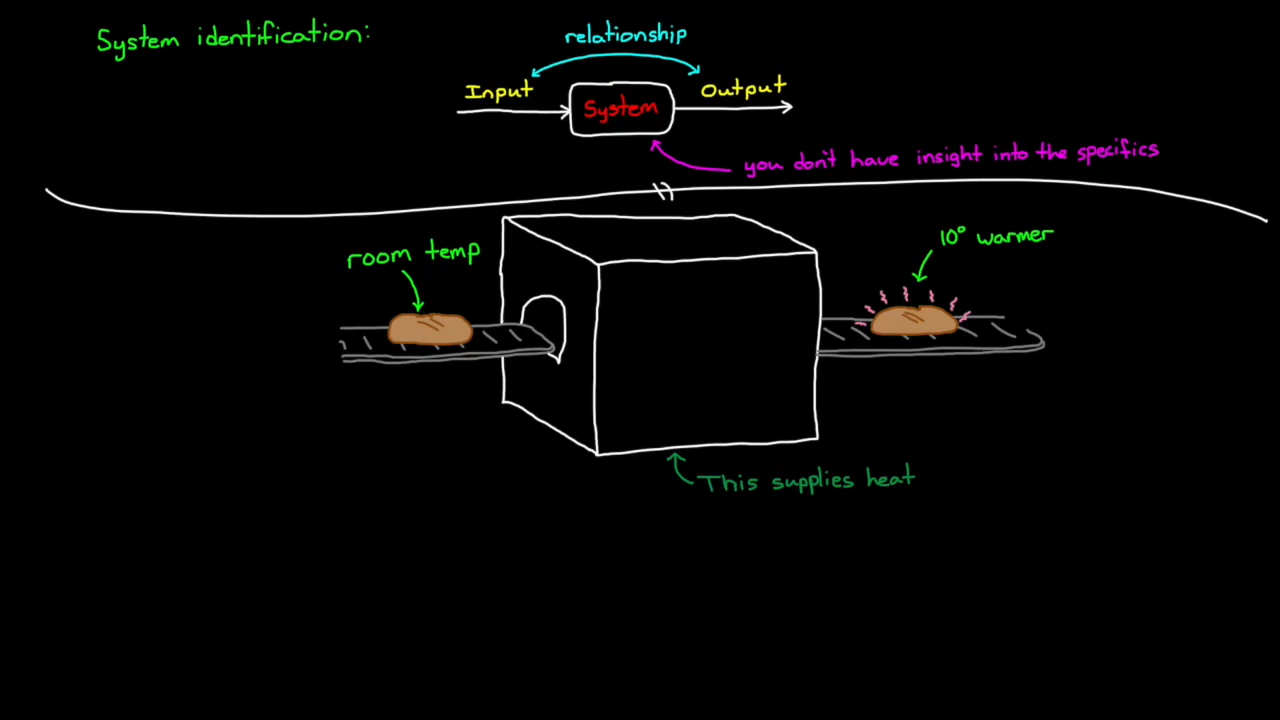 System identification:
relationship
Input
System
Output
you don't have insight into the specifics
room temp
10° warmer
This supplies heat